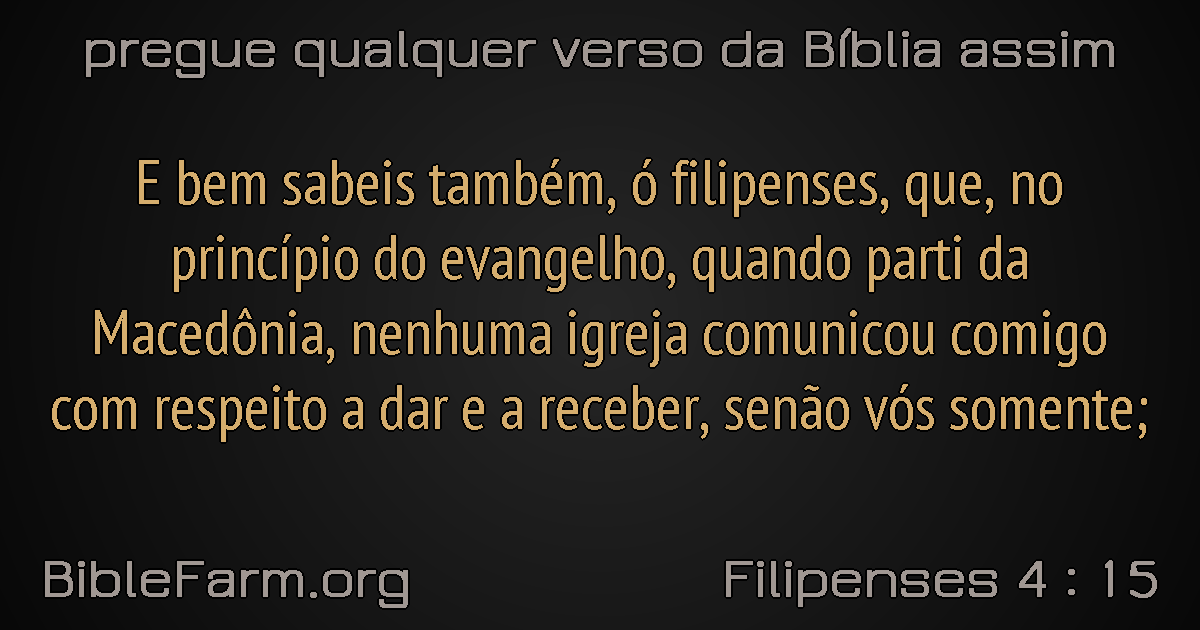 pregue qualquer verso da Bíblia assim
E bem sabeis também, ó filipenses, que, no
princípio do evangelho, quando parti da
Macedônia, nenhuma igreja comunicou comigo
com respeito a dar e a receber, senão vós somente;
BibleFarm.org
Filipenses 4 : 15